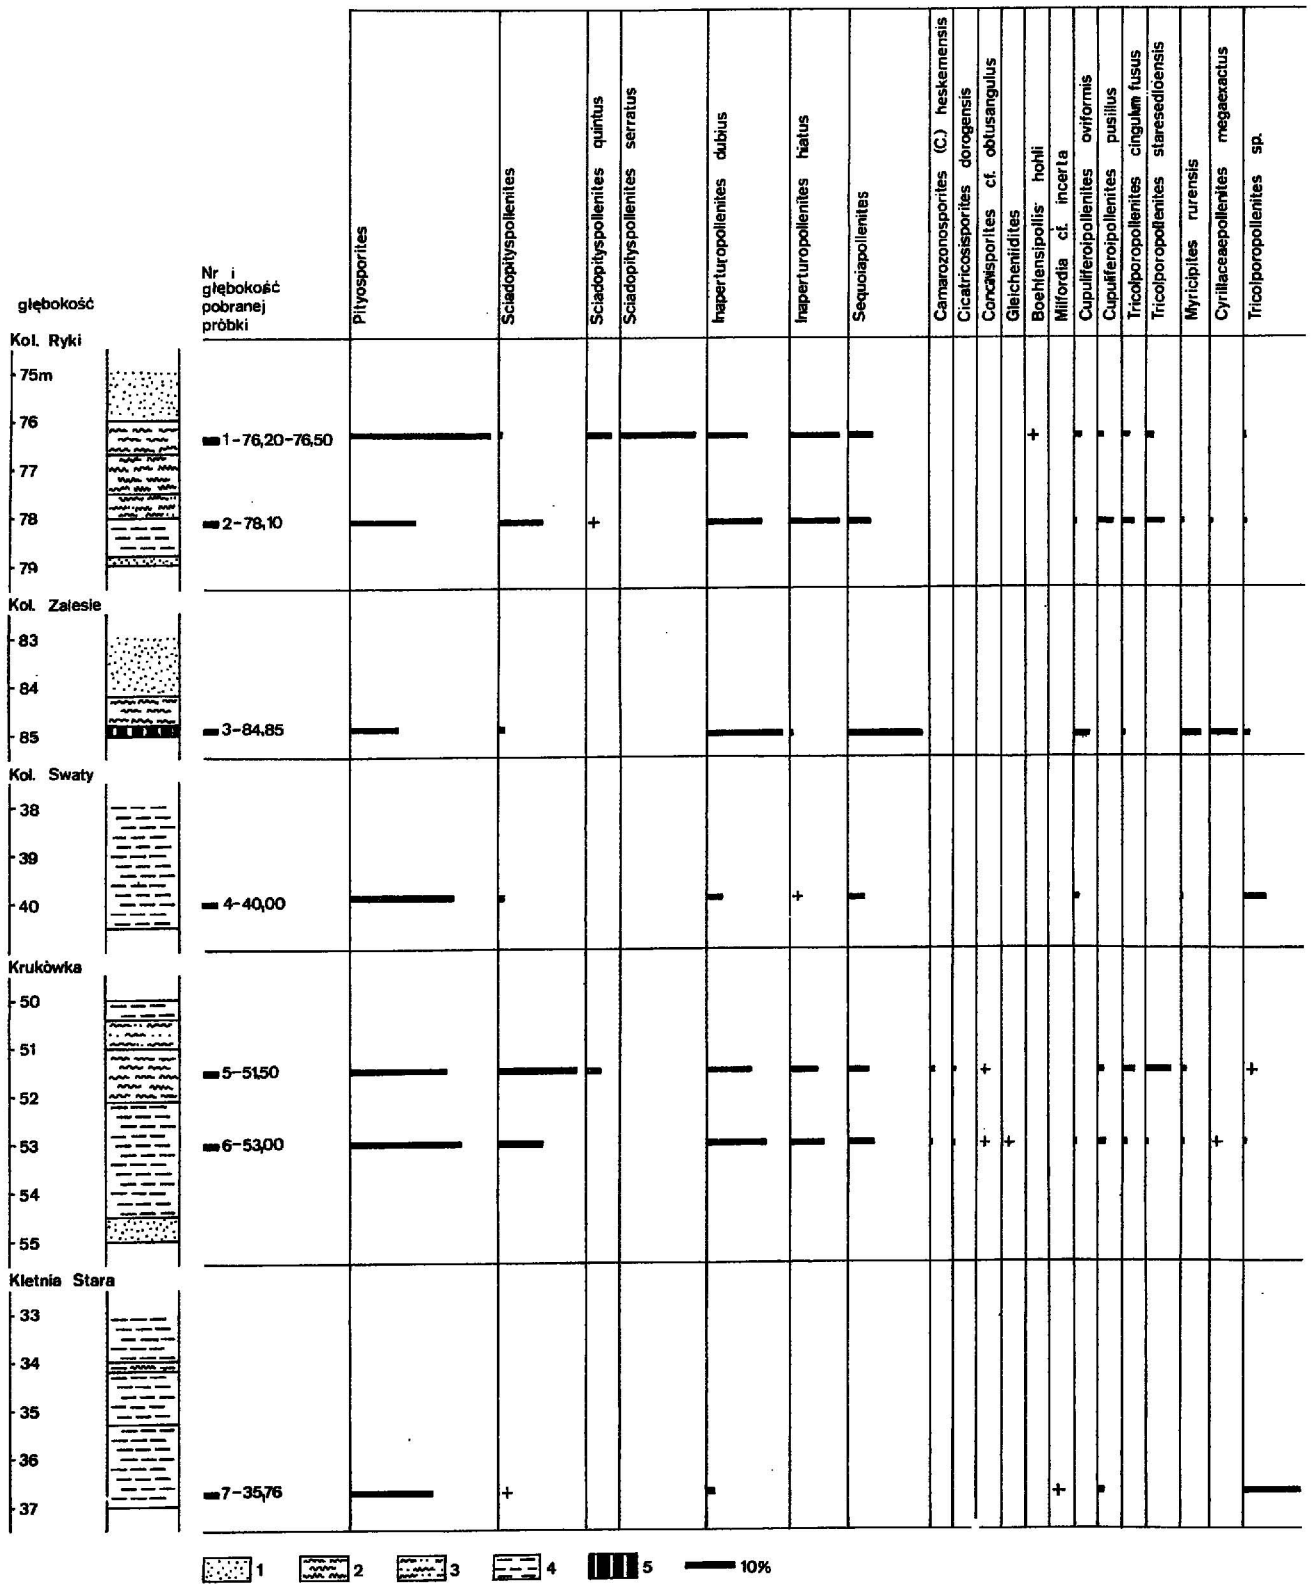 Pityosporites
Sciadopityspollenites
Sciadopityspollenites quintus
Sciadopityspollenites serratus
Inaperturopollenites dubius
Inaperturopollenites hiatus
Sequoiapollenites
Camarozonosporites (C.) heskemensis
Cicatricosisporites dorogensis
Concavisporites cf. obtusangulus
Gleicheniidites
Boehlensipollis hohli
Milfordia cf. incerta
Cupuliferoipollenites oviformis
Cupuliferoipollenites pusillus
Tricolporopollenites cingulum fusus
Tricolporopollenites staresedloensis
Myricipites rurensis
Cyrillaceaepollenites megaexactus
Tricolporopollenites sp.
głębokość
Nr i
głębokość
pobranej
próbki
Kol. Ryki
75m
76
1-76,20-76,50
+
77
78
2-78,10
+
79
Kol. Zalesie
83
84
3-84,85
85
Kol. Swaty
38
39
40
4-40,00
+
Krukówka
50
51
5-51,50
+
+
52
53
6-53,00
+
+
+
54
55
Kletnia Stara
33
34
35
36
7-35,76
+
+
37
1
2
3
4
5
10%